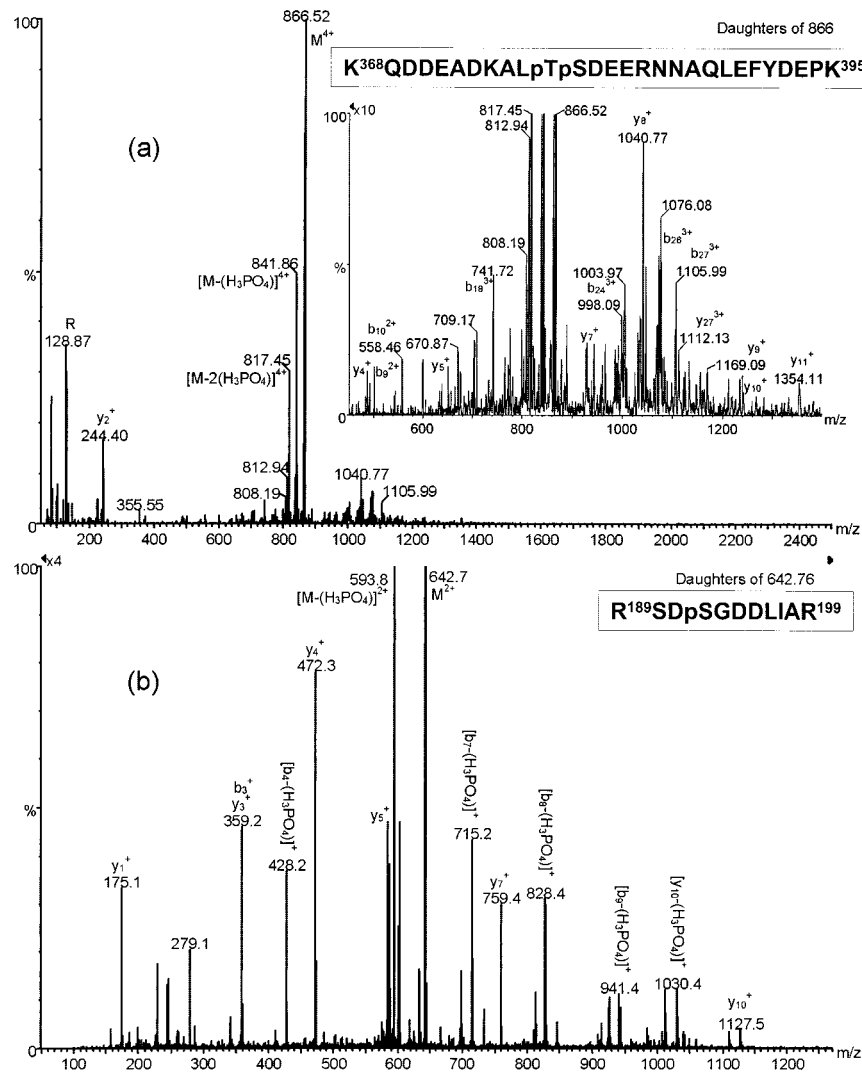 100
866.52
M4+
Daughters of 866
K368QDDEADKALpTpSDEERNNAQLEFYDEPK395
(a)
x10
100
817.45
812.94
866.52
y8+
1040.77
1076.08
b26 3+
b27 3+
1105.99
808.19
741.72
b18 3+
1003.97
b24 3+
998.09
%
709.17
b10 2+
558.46
670.87
y4+
b9 2+
y5+
y7+
y27 3+
1112.13
1169.09
y9+
y10+
y11+
1354.11
0
600
800
1000
1200
m/z
841.86
[M-(H3PO4)]4+
%
R
128.87
817.45
[M-2(H3PO4)]4+
y2+
244.40
355.55
812.94
808.19
1040.77
1105.99
0
200
400
600
800
1000
1200
1400
1600
1800
2000
2200
2400
m/z
x4
100
593.8
[M-(H3PO4)]2+
642.7
M2+
Daughters of 642.76
R189SDpSGDDLIAR199
(b)
y4+
472.3
%
b3+
y3+
359.2
[b4-(H3PO4)]+
428.2
y5+
[b7-(H3PO4)]+
715.2
y7+
759.4
[b8-(H3PO4)]+
828.4
y1+
175.1
279.1
[b9-(H3PO4)]+
941.4
[y10-(H3PO4)]+
1030.4
y10+
1127.5
0
100
200
300
400
500
600
700
800
900
1000
1100
1200
m/z